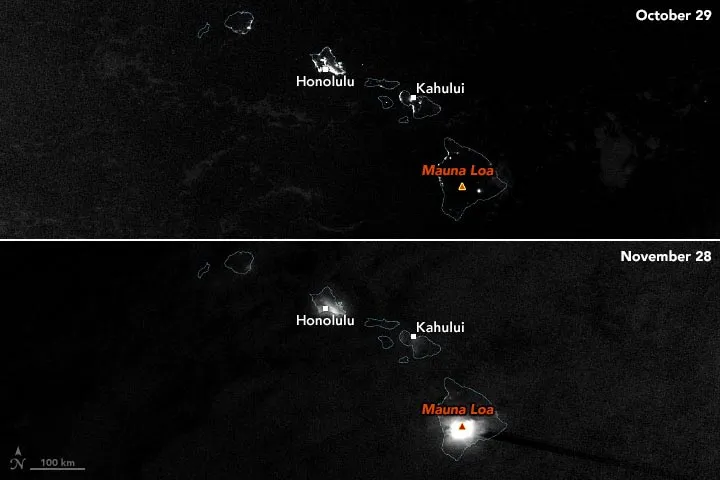 October 29
Honolulu
Kahului
Mauna Loa
November 28
Honolulu
Kahului
Mauna Loa
N
100 km